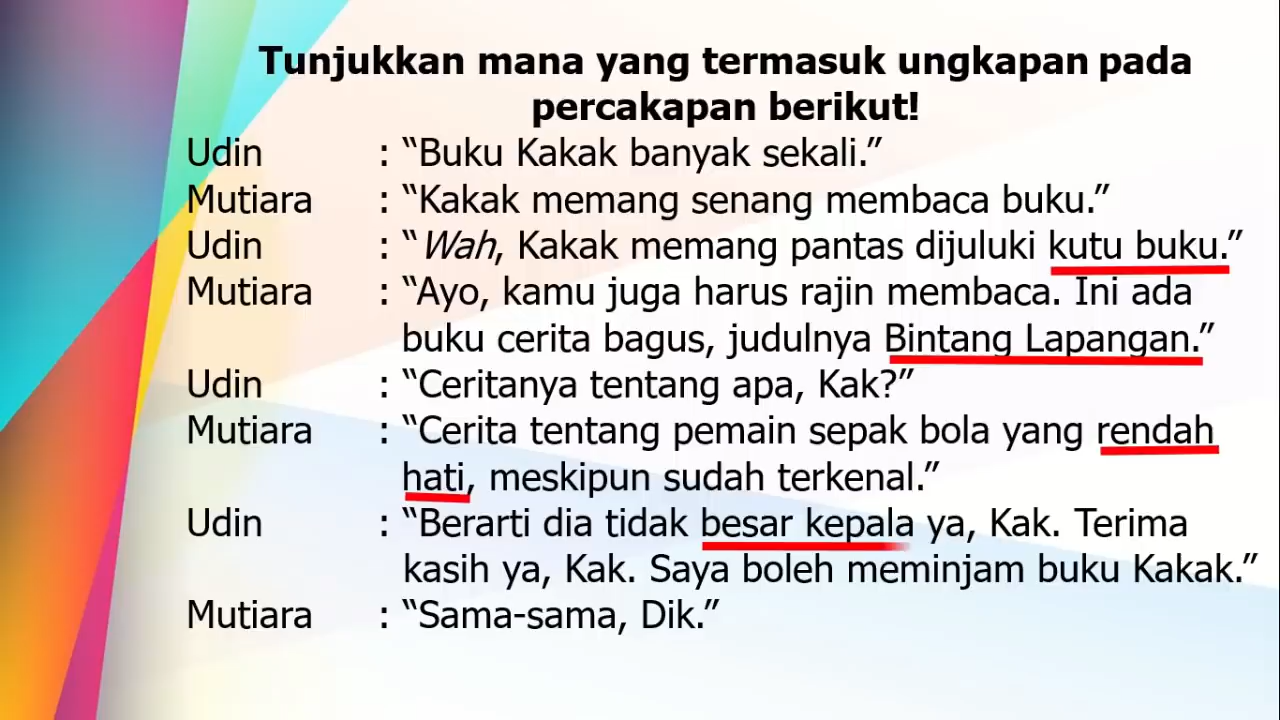 Tunjukkan mana yang termasuk ungkapan pada
percakapan berikut!
Udin : “Buku Kakak banyak sekali.”
Mutiara : “Kakak memang senang membaca buku.”
Udin : “Wah, Kakak memang pantas dijuluki kutu buku.”
Mutiara : “Ayo, kamu juga harus rajin membaca. Ini ada
buku cerita bagus, judulnya Bintang Lapangan.”
Udin : “Ceritanya tentang apa, Kak?”
Mutiara : “Cerita tentang pemain sepak bola yang rendah
hati, meskipun sudah terkenal.”
Udin : “Berarti dia tidak besar kepala ya, Kak. Terima
kasih ya, Kak. Saya boleh meminjam buku Kakak.”
Mutiara : “Sama-sama, Dik.”